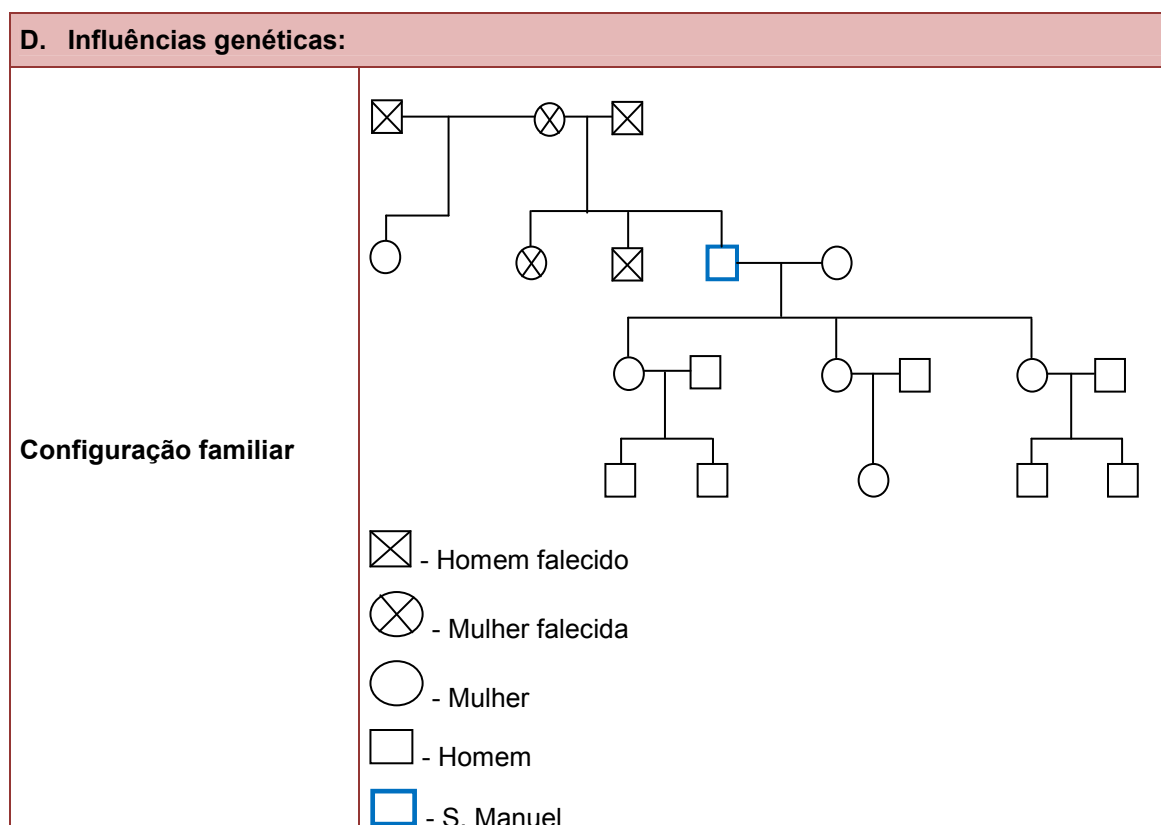 D. Influências genéticas:
Configuração familiar
- Homem falecido
- Mulher falecida
- Mulher
- Homem
- S. Manuel